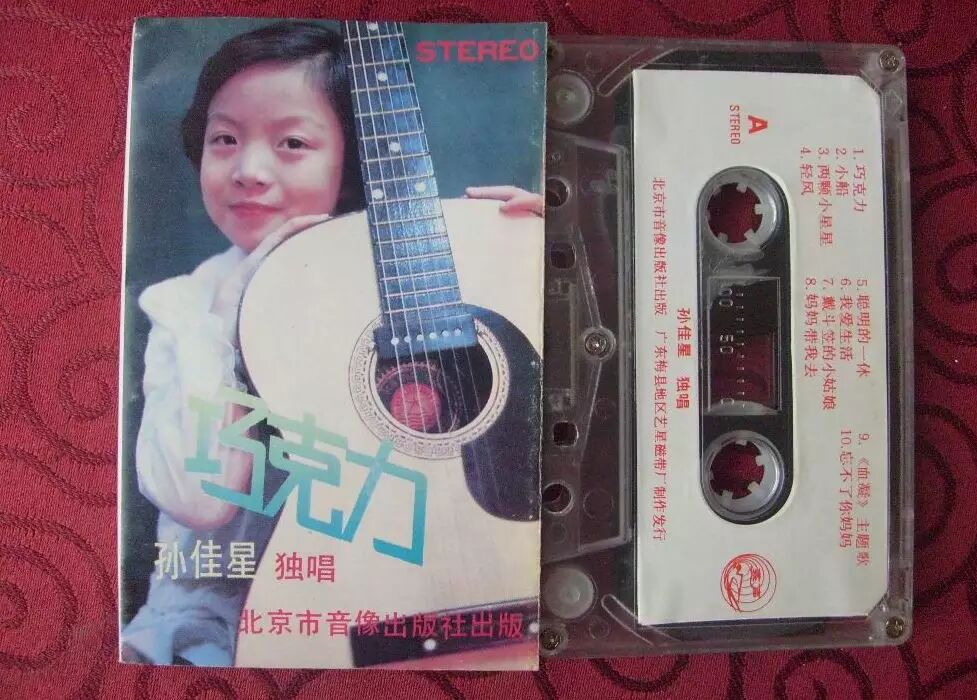 STEREO
巧克力
孙佳星 独唱
北京市音像出版社出版
A
STEREO
1. 巧克力
2. 小船
3. 两颗小星星
4. 轻风
5. 聪明的一休
6. 我爱生活
7. 戴斗笠的小姑娘
8. 妈妈带我去
9. 《血凝》主题歌
10. 忘不了你妈妈
孙佳星 独唱
北京市音像出版社出版 广东梅县地区艺星磁带厂制作发行
00 50